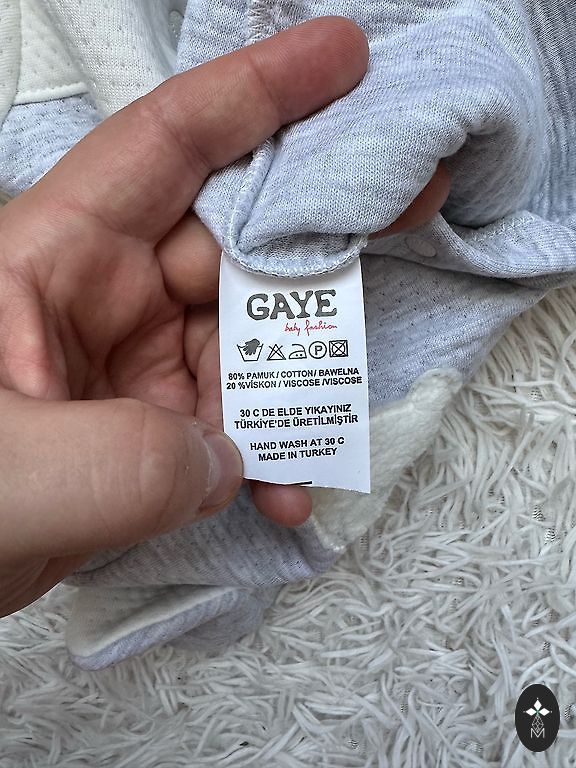 GAYE
baby fashion
P
80% PAMUK / COTTON/ BAWELNA
20 %VİSKON / VISCOSE /VISCOSE
30 C DE ELDE YIKAYINIZ
TÜRKİYE'DE ÜRETİLMİŞTİR
HAND WASH AT 30 C
MADE IN TURKEY
M